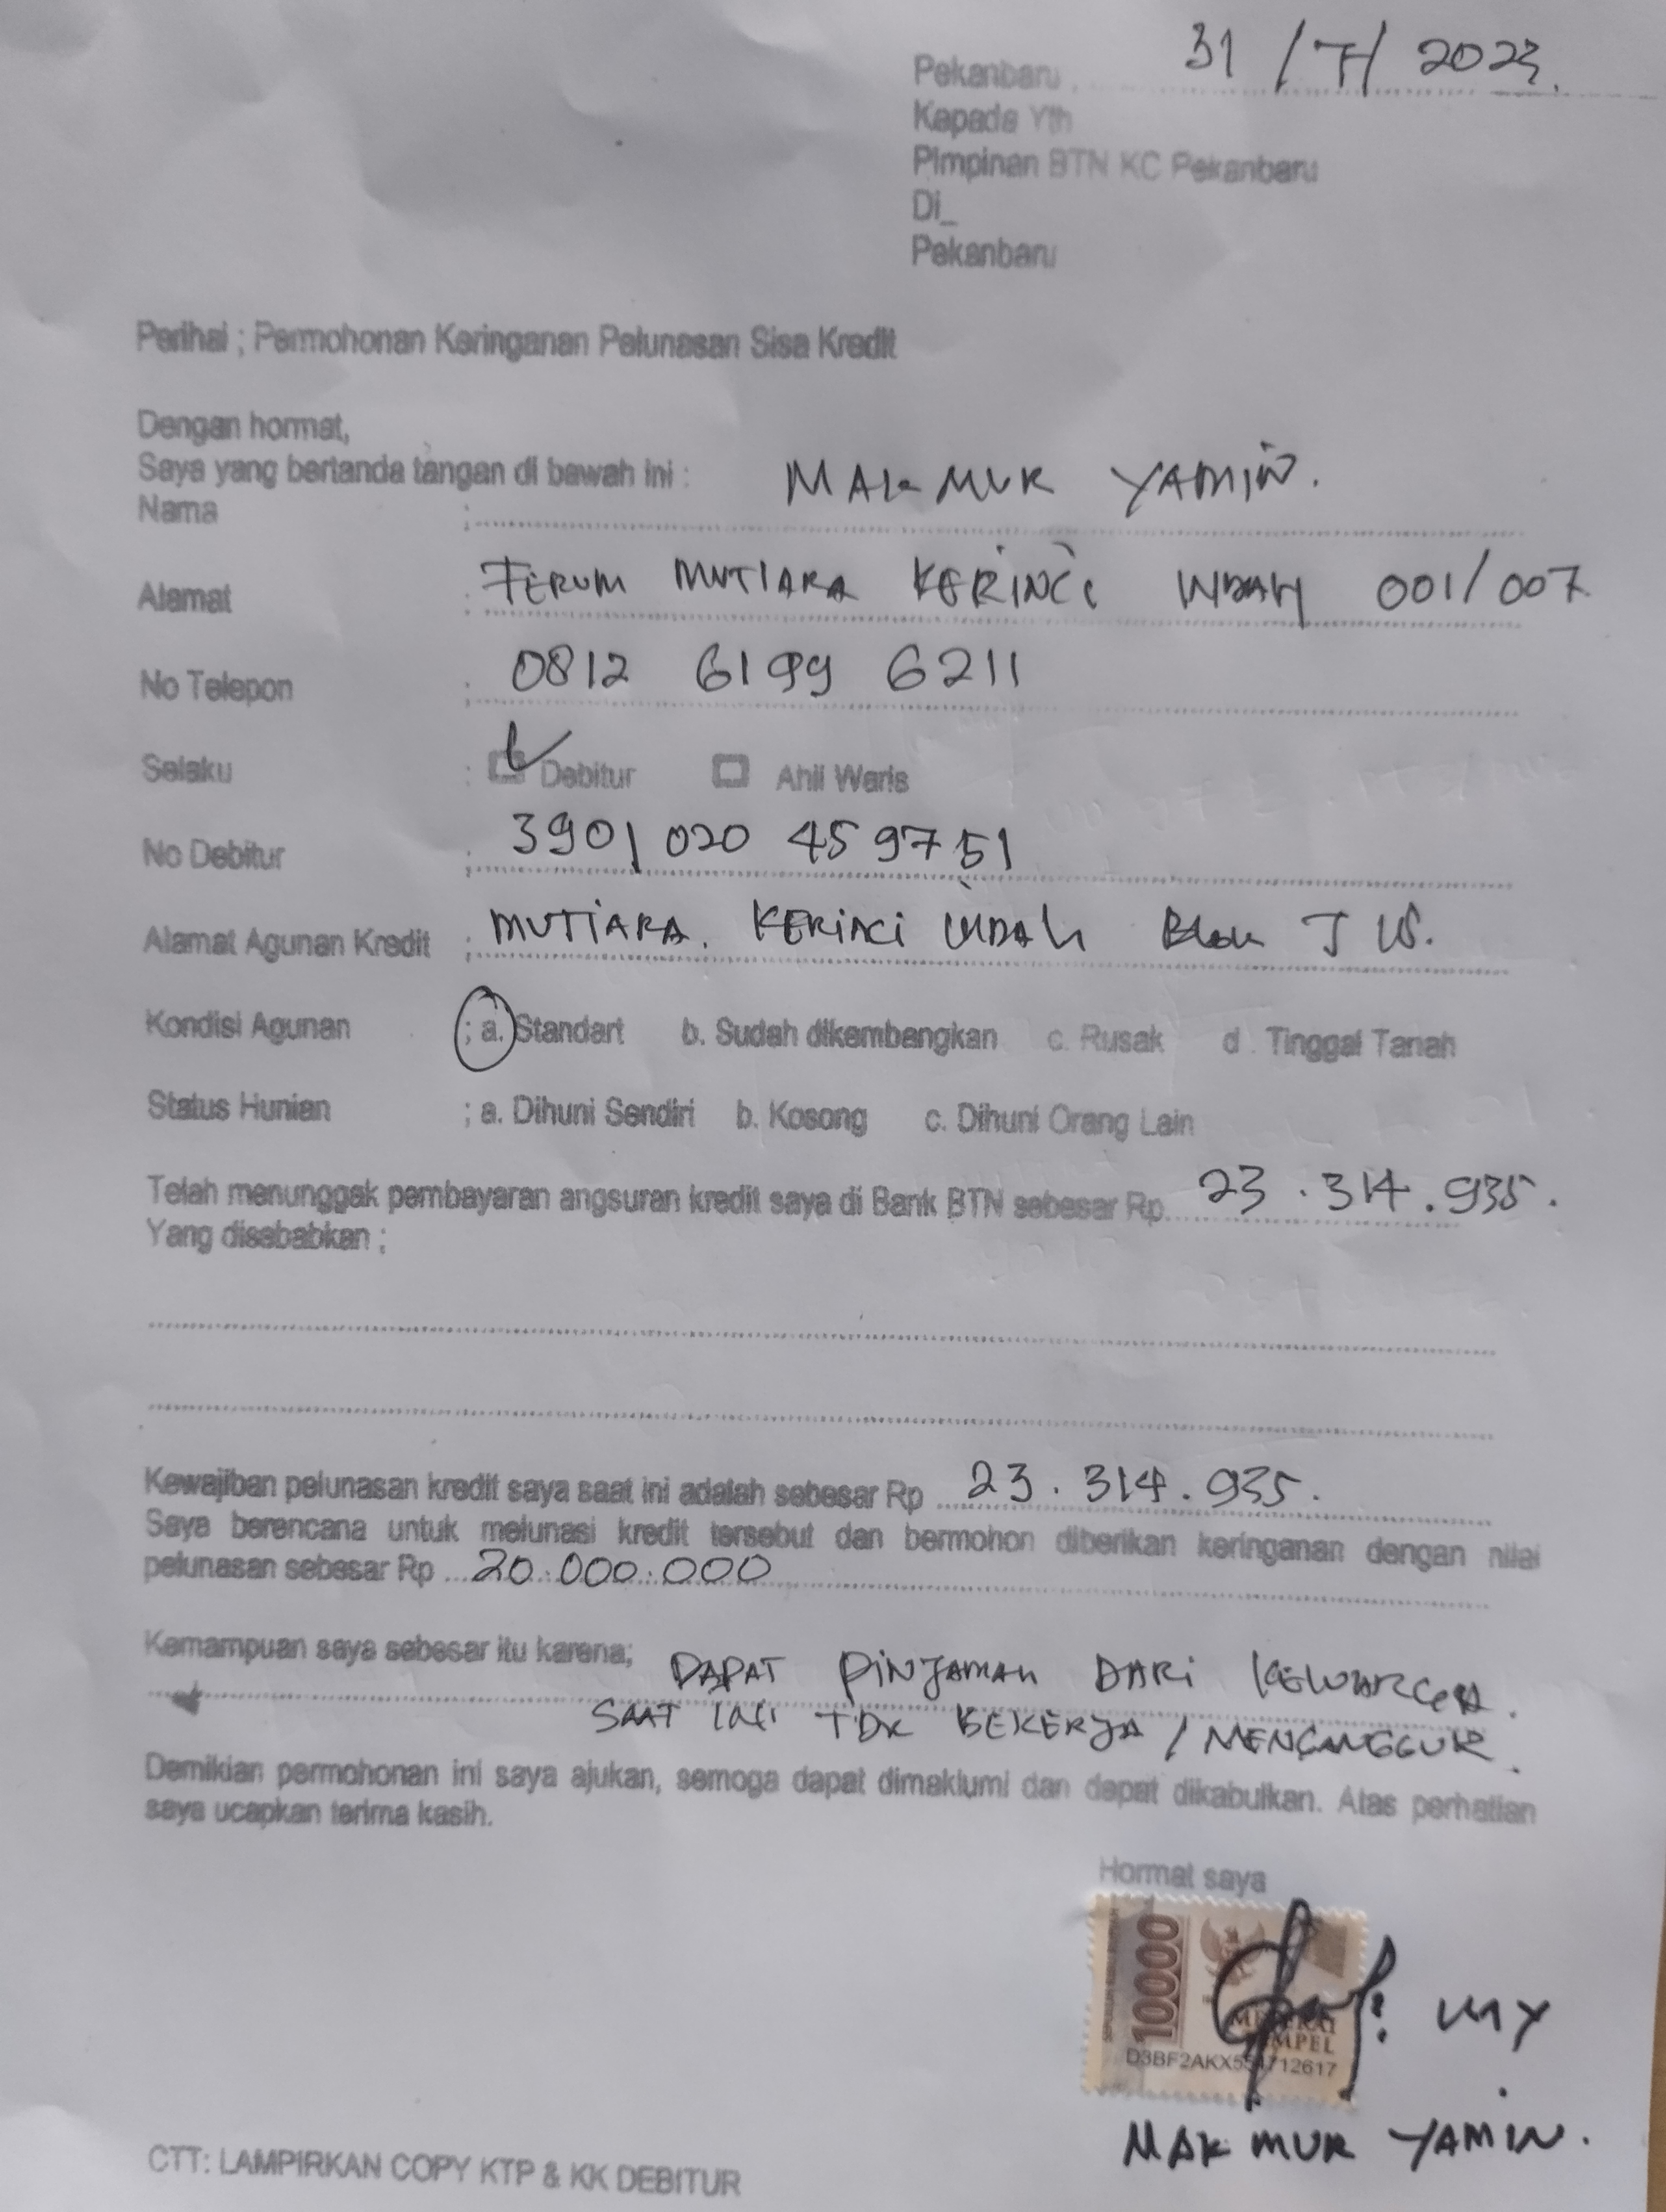 Pekanbaru, 31/7/2023.
Kepada Yth
Pimpinan BTN KC Pekanbaru
Di_
Pekanbaru
Perihal ; Permohonan Keringanan Pelunasan Sisa Kredit
Dengan hormat,
Saya yang bertanda tangan di bawah ini :
Nama : MAKMUR YAMIN.
Alamat : PERUM MUTIARA KERINCI INDAH 001/007
No Telepon : 0812 6199 6211
Selaku : Debitur Ahli Waris
No Debitur : 3901 020 459751
Alamat Agunan Kredit : MUTIARA. KERINCI INDAH Blok J
Kondisi Agunan ; a. Standart b. Sudah dikembangkan c. Rusak d . Tinggal Tanah
Status Hunian ; a. Dihuni Sendiri b. Kosong c. Dihuni Orang Lain
Telah menunggak pembayaran angsuran kredit saya di Bank BTN sebesar Rp. 23.314.935.
Yang disebabkan ;
Kewajiban pelunasan kredit saya saat ini adalah sebesar Rp 23.314.935.
Saya berencana untuk melunasi kredit tersebut dan bermohon diberikan keringanan dengan nilai
pelunasan sebesar Rp 20.000.000
Kemampuan saya sebesar itu karena; DAPAT PINJAMAN DARI KELUARGA.
SAAT INI TDK BEKERJA / MENGANGGUR.
Demikian permohonan ini saya ajukan, semoga dapat dimaklumi dan dapat dikabulkan. Atas perhatian
saya ucapkan terima kasih.
Hormat saya
10000
METERAI
TEMPEL
MAKMUR YAMIN.
CTT: LAMPIRKAN COPY KTP & KK DEBITUR